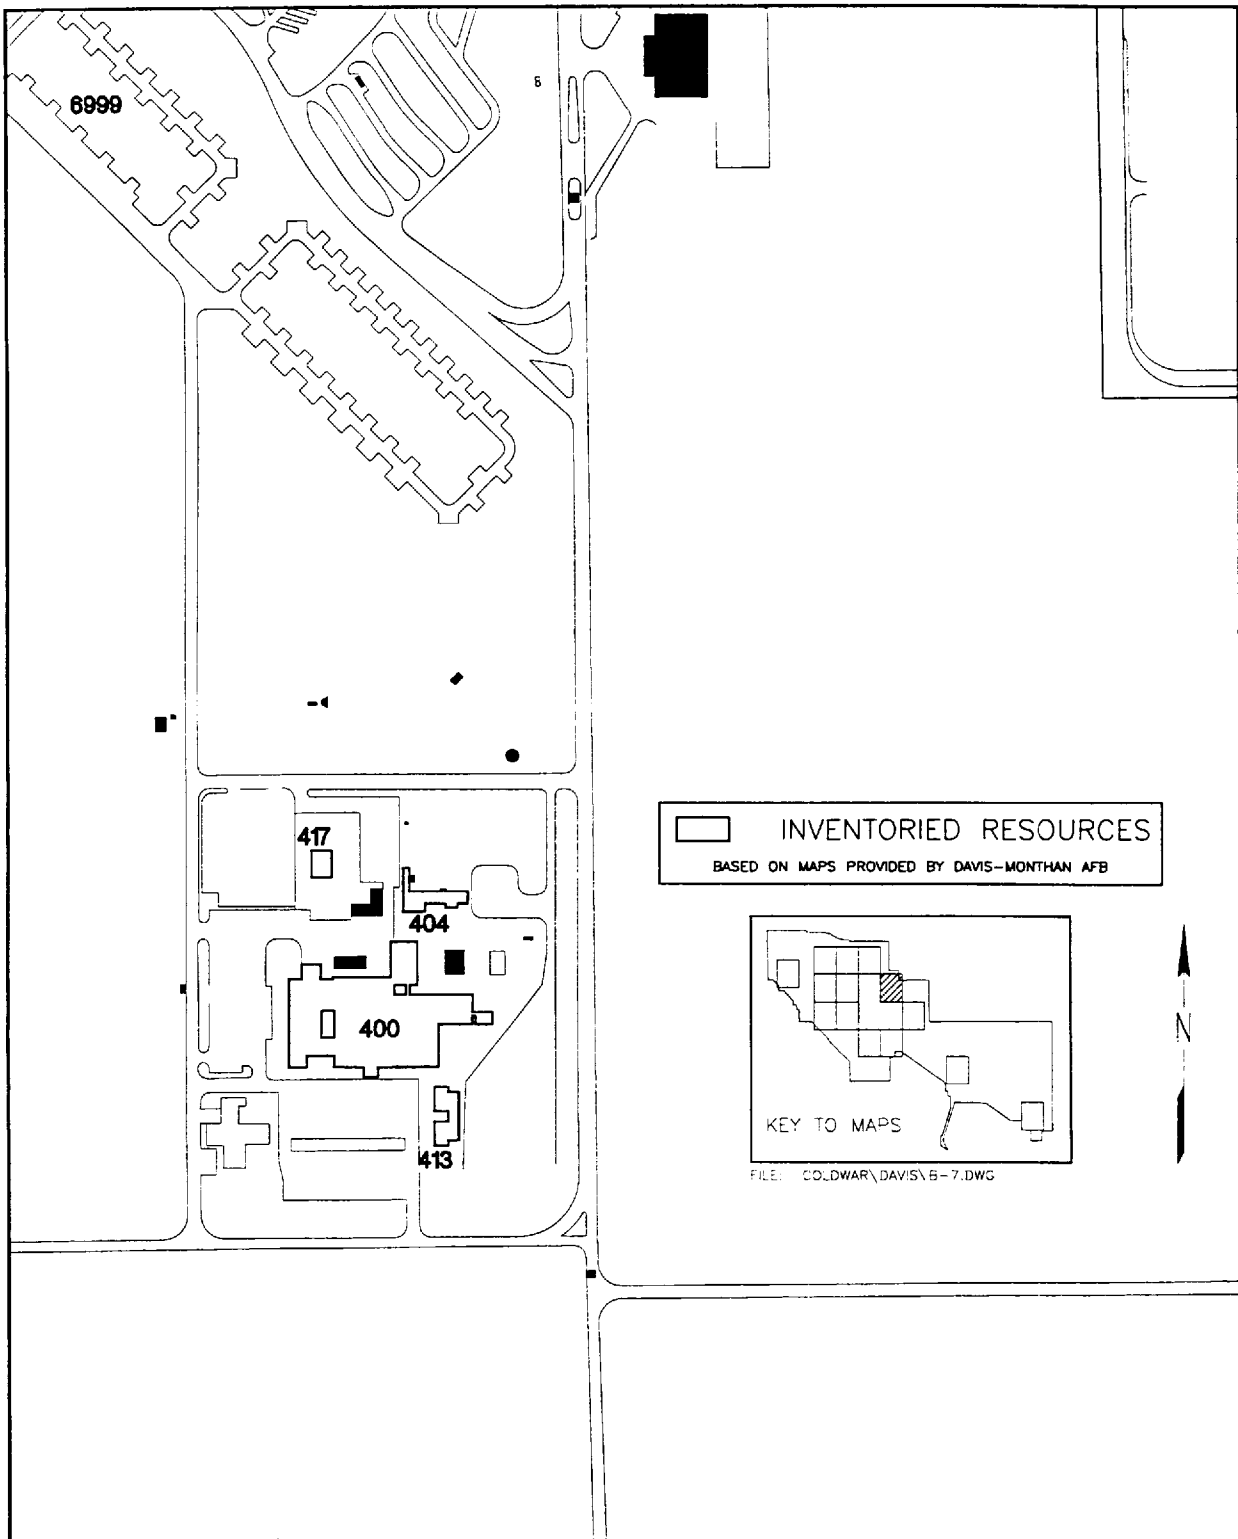 6999
INVENTORIED RESOURCES
BASED ON MAPS PROVIDED BY DAVIS-MONTHAN AFB
417
404
400
N
KEY TO MAPS
413
FILE: COLDWAR\DAVIS\B-7.DWG